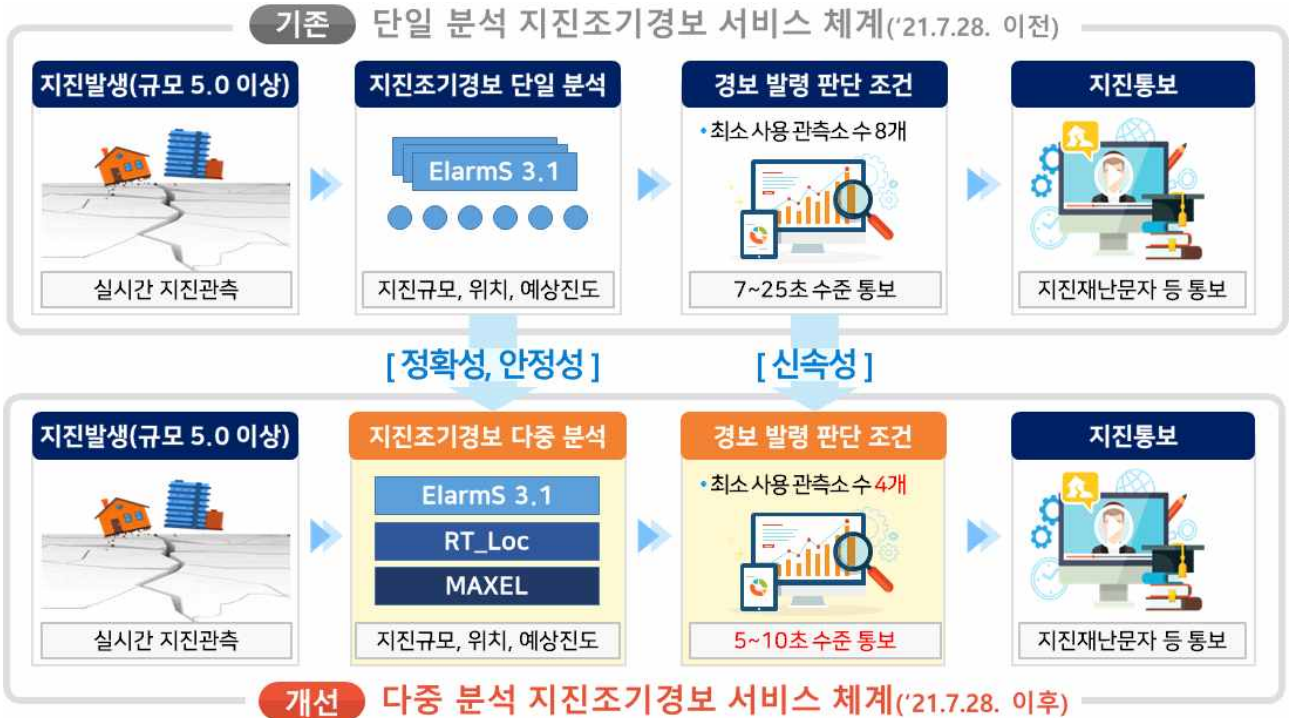 기존 단일 분석 지진조기경보 서비스 체계('21.7.28. 이전)
지진발생(규모 5.0 이상)
실시간 지진관측
지진조기경보 단일 분석
ElarmS 3.1
지진규모, 위치, 예상진도
경보 발령 판단 조건
• 최소 사용 관측소 수 8개
7~25초 수준 통보
지진통보
지진재난문자 등 통보
[ 정확성, 안정성 ]
[ 신속성 ]
지진발생(규모 5.0 이상)
실시간 지진관측
지진조기경보 다중 분석
ElarmS 3.1
RT_Loc
MAXEL
지진규모, 위치, 예상진도
경보 발령 판단 조건
• 최소 사용 관측소 수 4개
5~10초 수준 통보
지진통보
지진재난문자 등 통보
개선 다중 분석 지진조기경보 서비스 체계('21.7.28. 이후)